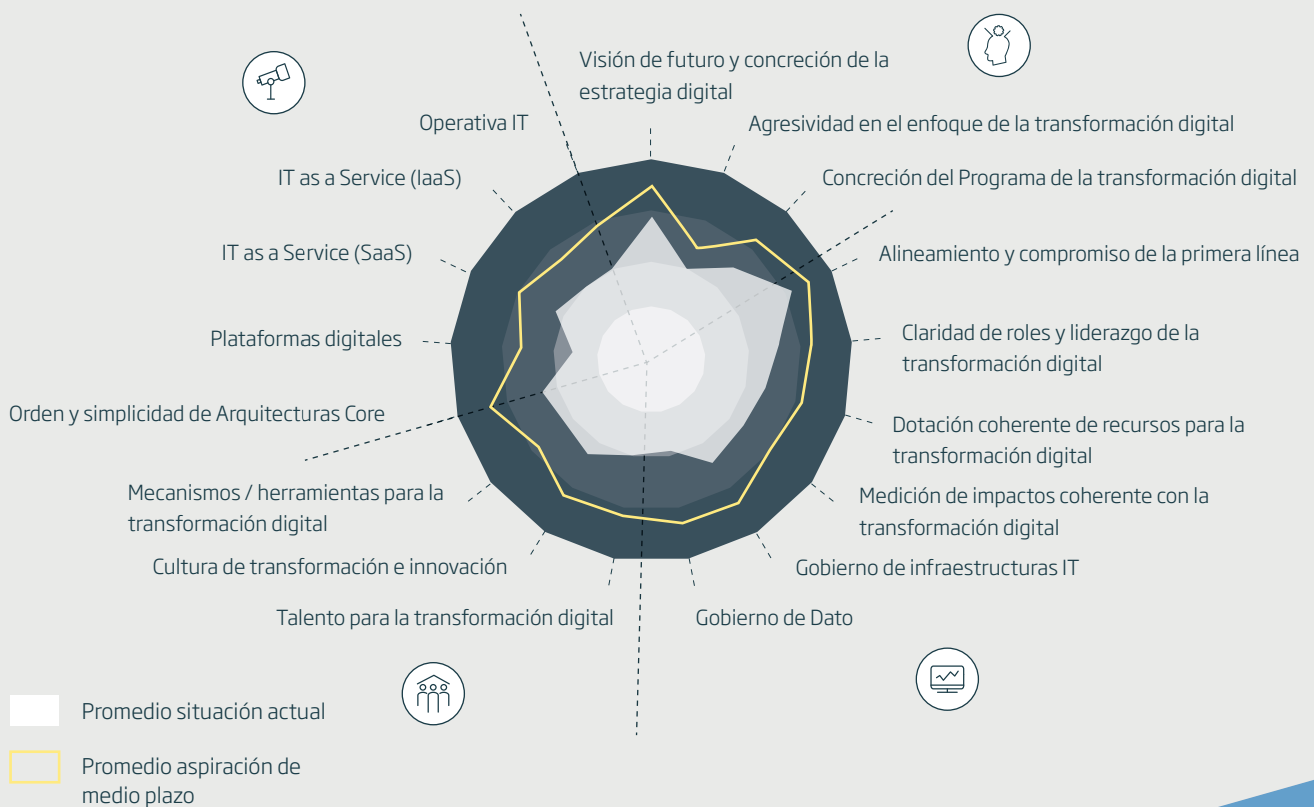 Visión de futuro y concreción de la
estrategia digital
Operativa IT
Agresividad en el enfoque de la transformación digital
IT as a Service (IaaS)
Concreción del Programa de la transformación digital
IT as a Service (SaaS)
Alineamiento y compromiso de la primera línea
Plataformas digitales
Claridad de roles y liderazgo de la
transformación digital
Orden y simplicidad de Arquitecturas Core
Dotación coherente de recursos para la
transformación digital
Mecanismos / herramientas para la
transformación digital
Medición de impactos coherente con la
transformación digital
Cultura de transformación e innovación
Gobierno de infraestructuras IT
Talento para la transformación digital
Gobierno de Dato
Promedio situación actual
Promedio aspiración de
medio plazo